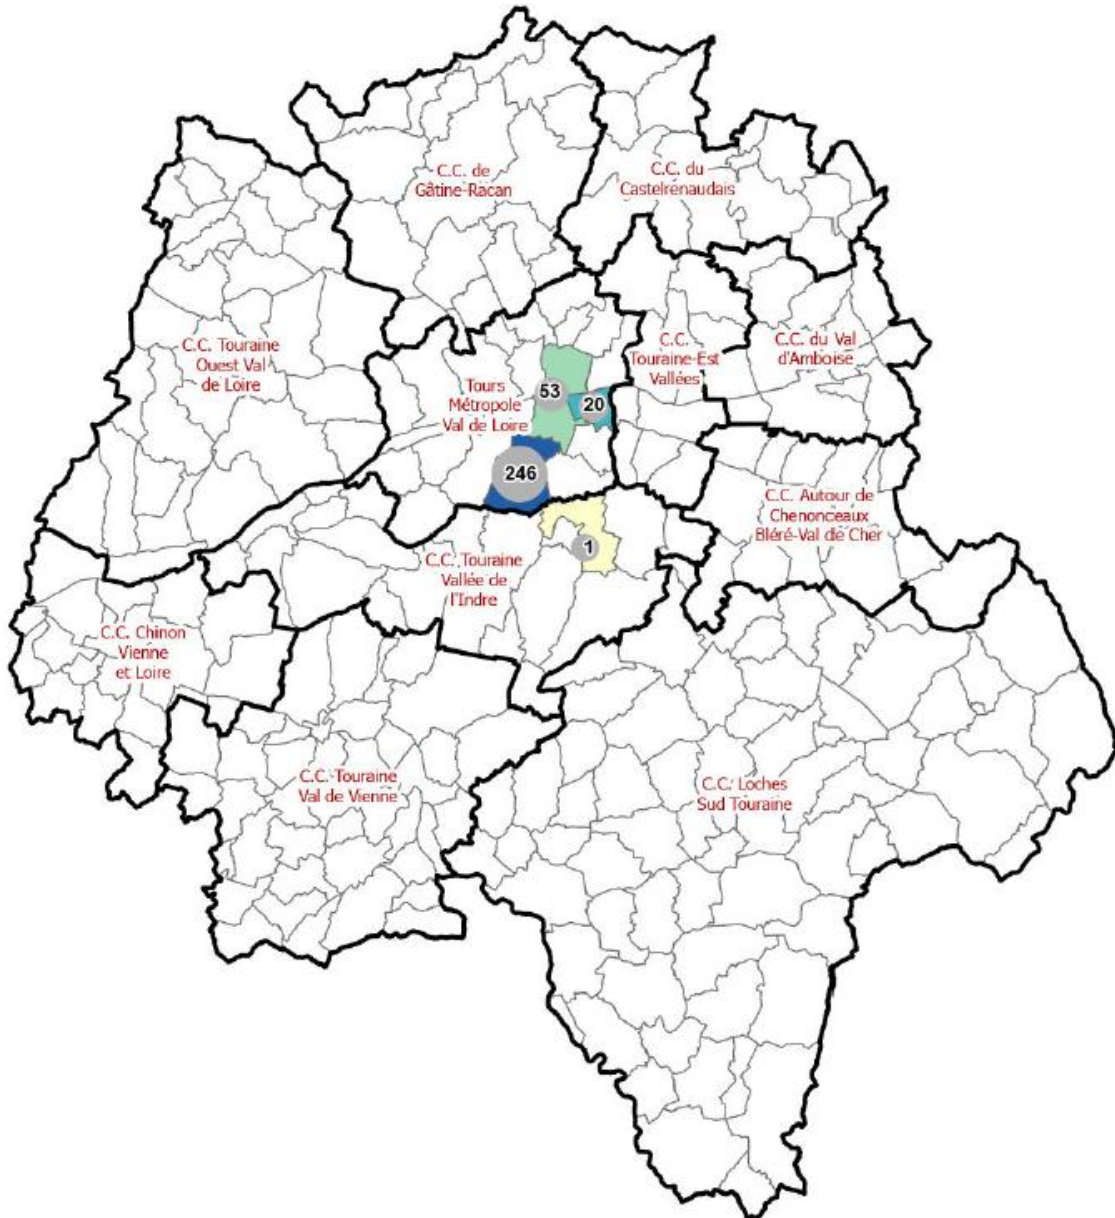 C.C. de
Gâtine-Racan
C.C. du
Castelrenaudais
C.C. Touraine
Ouest Val
de Loire
Tours
Métropole
Val de Loire
C.C.
Touraine-Est
Vallées
C.C. du Val
d'Amboise
53
20
246
1
C.C. Autour de
Chenonceaux
Bléré-Val de Cher
C.C. Touraine
Vallée de
l'Indre
C.C. Chinon
Vienne
et Loire
C.C. Touraine
Val de Vienne
C.C. Loches
Sud Touraine